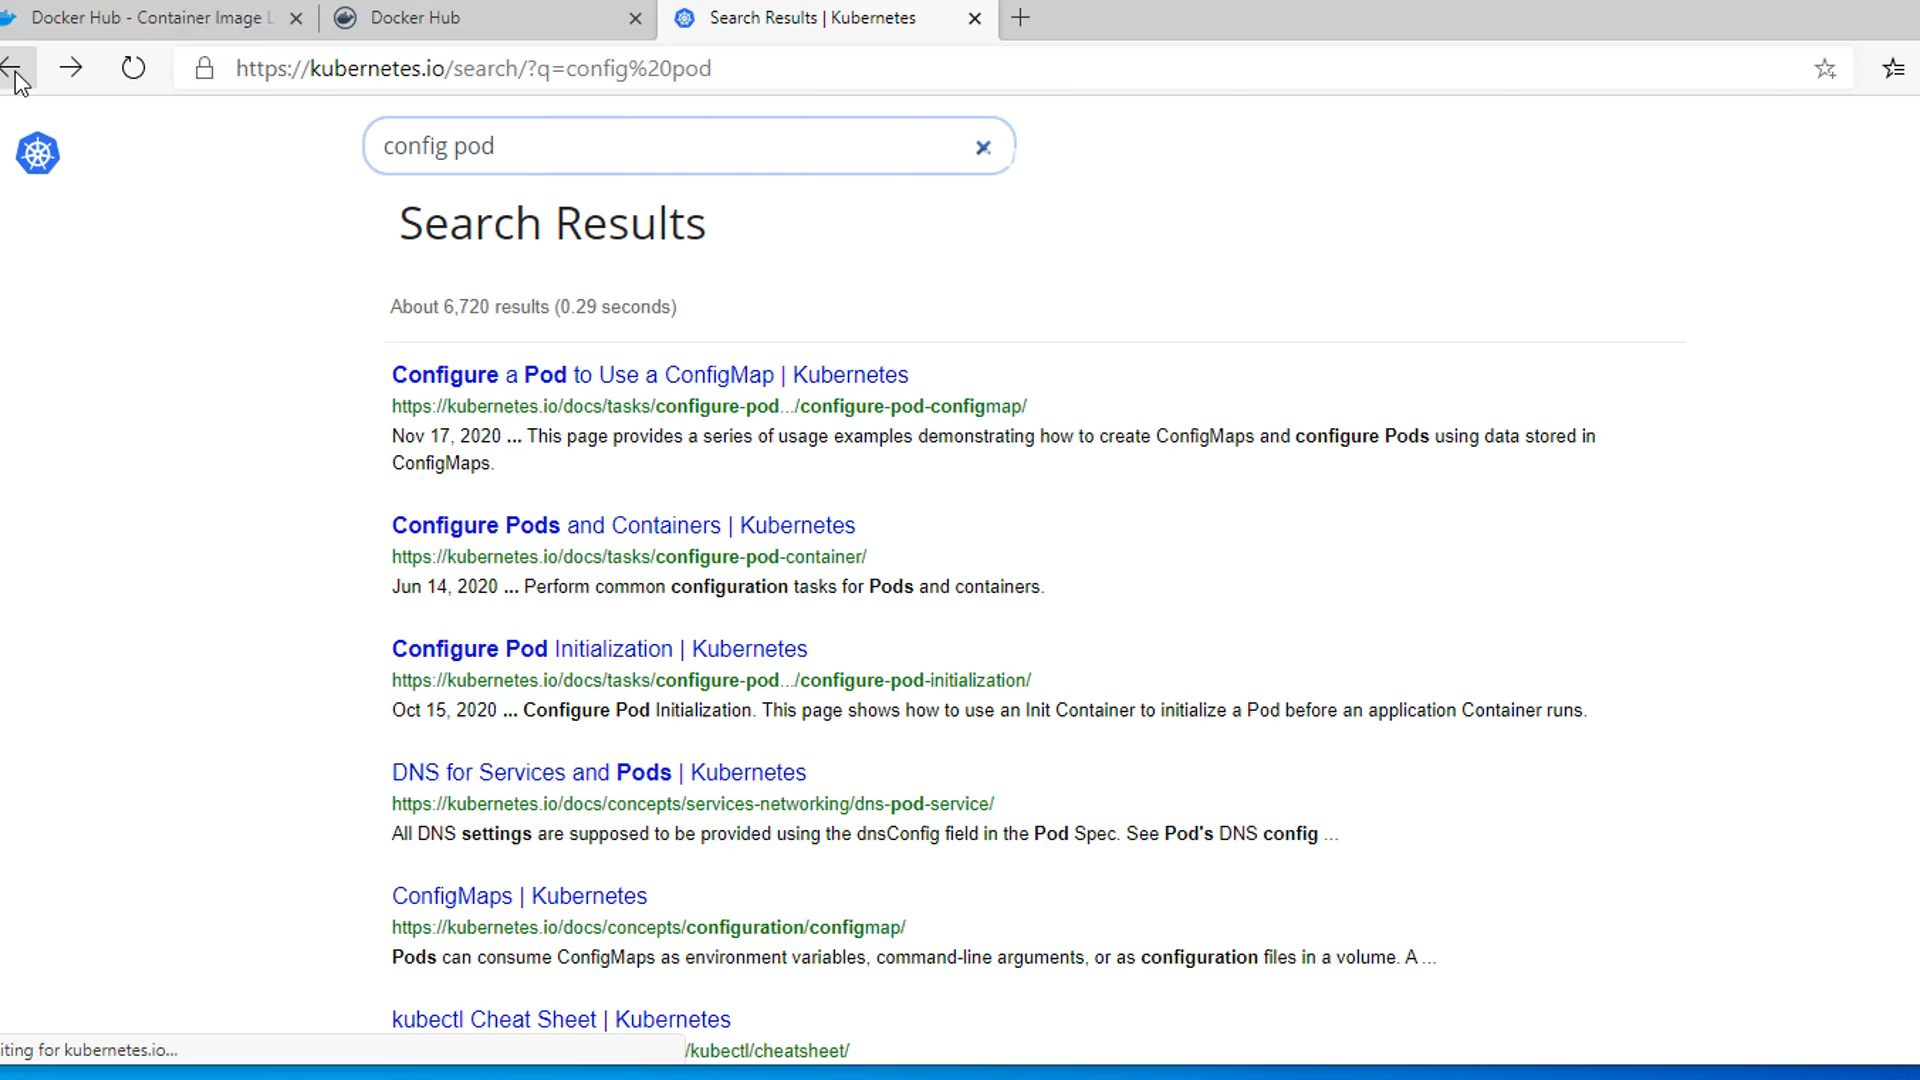 Docker Hub - Container Image L
Docker Hub
Search Results | Kubernetes
https://kubernetes.io/search/?q=config%20pod
config pod
Search Results
About 6,720 results (0.29 seconds)
Configure a Pod to Use a ConfigMap | Kubernetes
https://kubernetes.io/docs/tasks/configure-pod.../configure-pod-configmap/
Nov 17, 2020 ... This page provides a series of usage examples demonstrating how to create ConfigMaps and configure Pods using data stored in
ConfigMaps.
Configure Pods and Containers | Kubernetes
https://kubernetes.io/docs/tasks/configure-pod-container/
Jun 14, 2020 ... Perform common configuration tasks for Pods and containers.
Configure Pod Initialization | Kubernetes
https://kubernetes.io/docs/tasks/configure-pod.../configure-pod-initialization/
Oct 15, 2020 ... Configure Pod Initialization. This page shows how to use an Init Container to initialize a Pod before an application Container runs.
DNS for Services and Pods | Kubernetes
https://kubernetes.io/docs/concepts/services-networking/dns-pod-service/
All DNS settings are supposed to be provided using the dnsConfig field in the Pod Spec. See Pod's DNS config ...
ConfigMaps | Kubernetes
https://kubernetes.io/docs/concepts/configuration/configmap/
Pods can consume ConfigMaps as environment variables, command-line arguments, or as configuration files in a volume. A ...
kubectl Cheat Sheet | Kubernetes
iting for kubernetes.io...
/kubectl/cheatsheet/